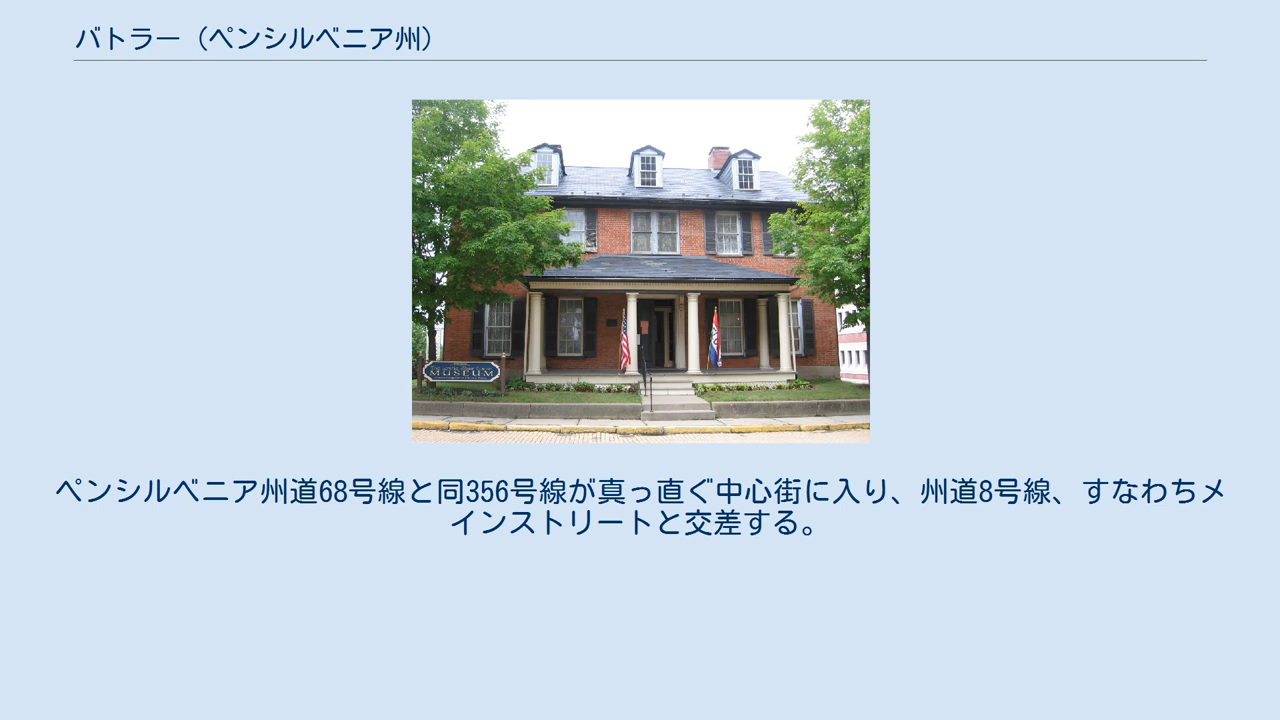 バトラー（ペンシルベニア州）
MUSEUM
ペンシルベニア州道68号線と同356号線が真っ直ぐ中心街に入り、州道8号線、すなわちメ
インストリートと交差する。